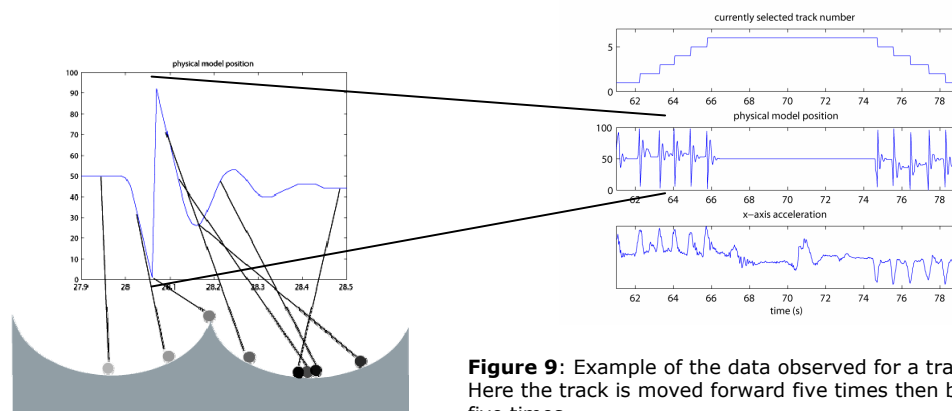 physical model position
100
90
80
70
60
50
40
30
20
10
0
27.9 28 28.1 28.2 28.3 28.4 28.5
currently selected track number
5
0
62 64 66 68 70 72 74 76 78
physical model position
100
50
0
62 64 66 68 70 72 74 76 78
x−axis acceleration
62 64 66 68 70 72 74 76 78
time (s)
Figure 9: Example of the data observed for a tra
Here the track is moved forward five times then b
five times